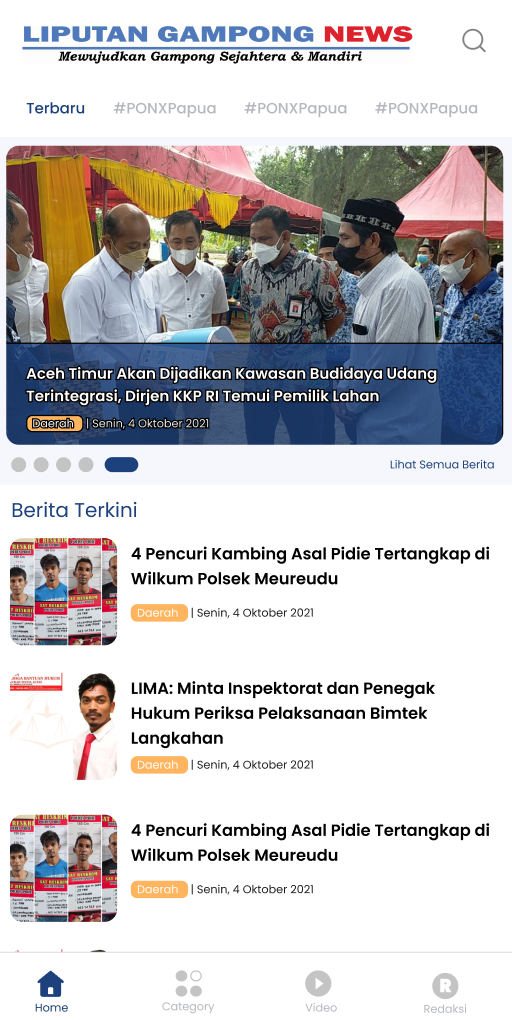 LIPUTAN GAMPONG NEWS
Mewujudkan Gampong Sejahtera & Mandiri
Terbaru #PONXPapua #PONXPapua #PONXPapua
Aceh Timur Akan Dijadikan Kawasan Budidaya Udang
Terintegrasi, Dirjen KKP RI Temui Pemilik Lahan
Daerah | Senin, 4 Oktober 2021
Lihat Semua Berita
Berita Terkini
4 Pencuri Kambing Asal Pidie Tertangkap di
Wilkum Polsek Meureudu
Daerah | Senin, 4 Oktober 2021
LIMA: Minta Inspektorat dan Penegak
Hukum Periksa Pelaksanaan Bimtek
Langkahan
Daerah | Senin, 4 Oktober 2021
4 Pencuri Kambing Asal Pidie Tertangkap di
Wilkum Polsek Meureudu
Daerah | Senin, 4 Oktober 2021
Home Category Video Redaksi